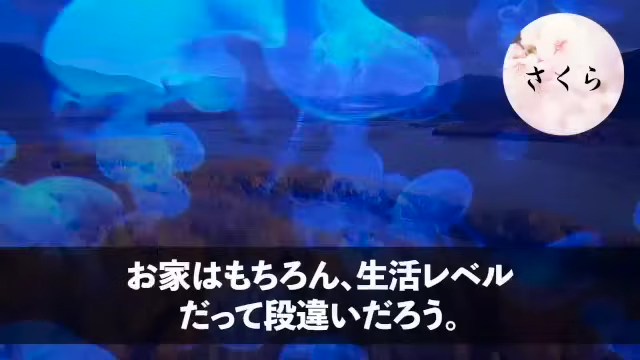 さくら
お家はもちろん、生活レベル
だって段違いだろう。